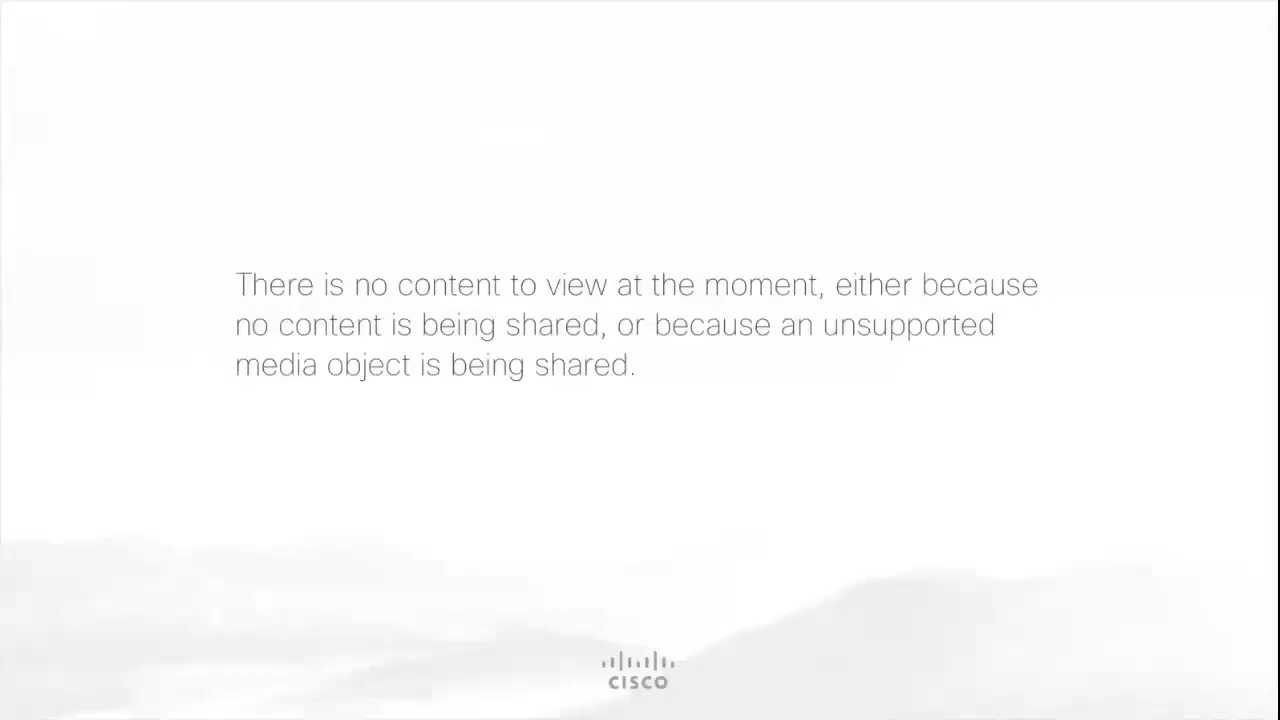 There is no content to view at the moment, either because
no content is being shared, or because an unsupported
media object is being shared.
CISCO